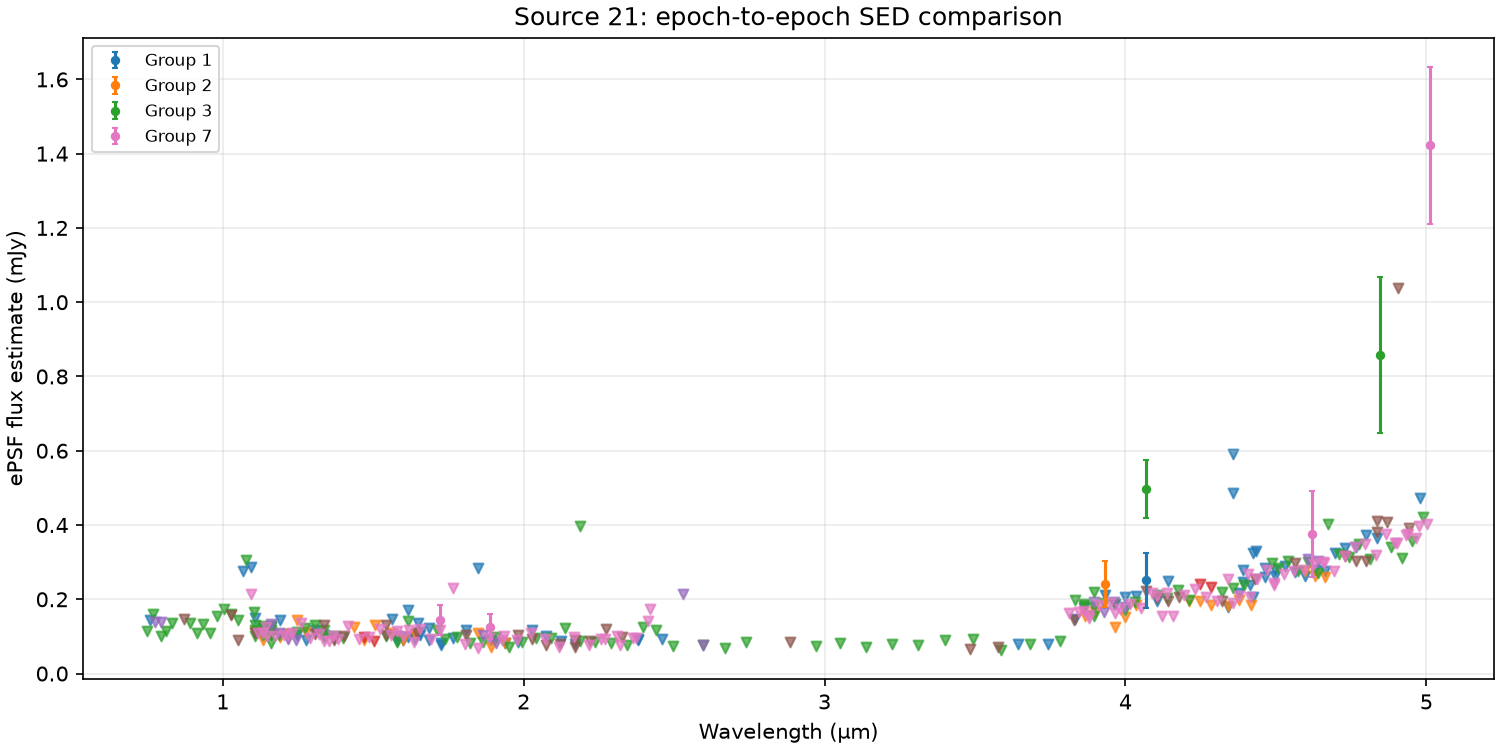 Source 21: epoch-to-epoch SED comparison
Group 1
Group 2
Group 3
Group 7
ePSF flux estimate (mJy)
1.6
1.4
1.2
1.0
0.8
0.6
0.4
0.2
0.0
1 2 3 4 5
Wavelength (µm)